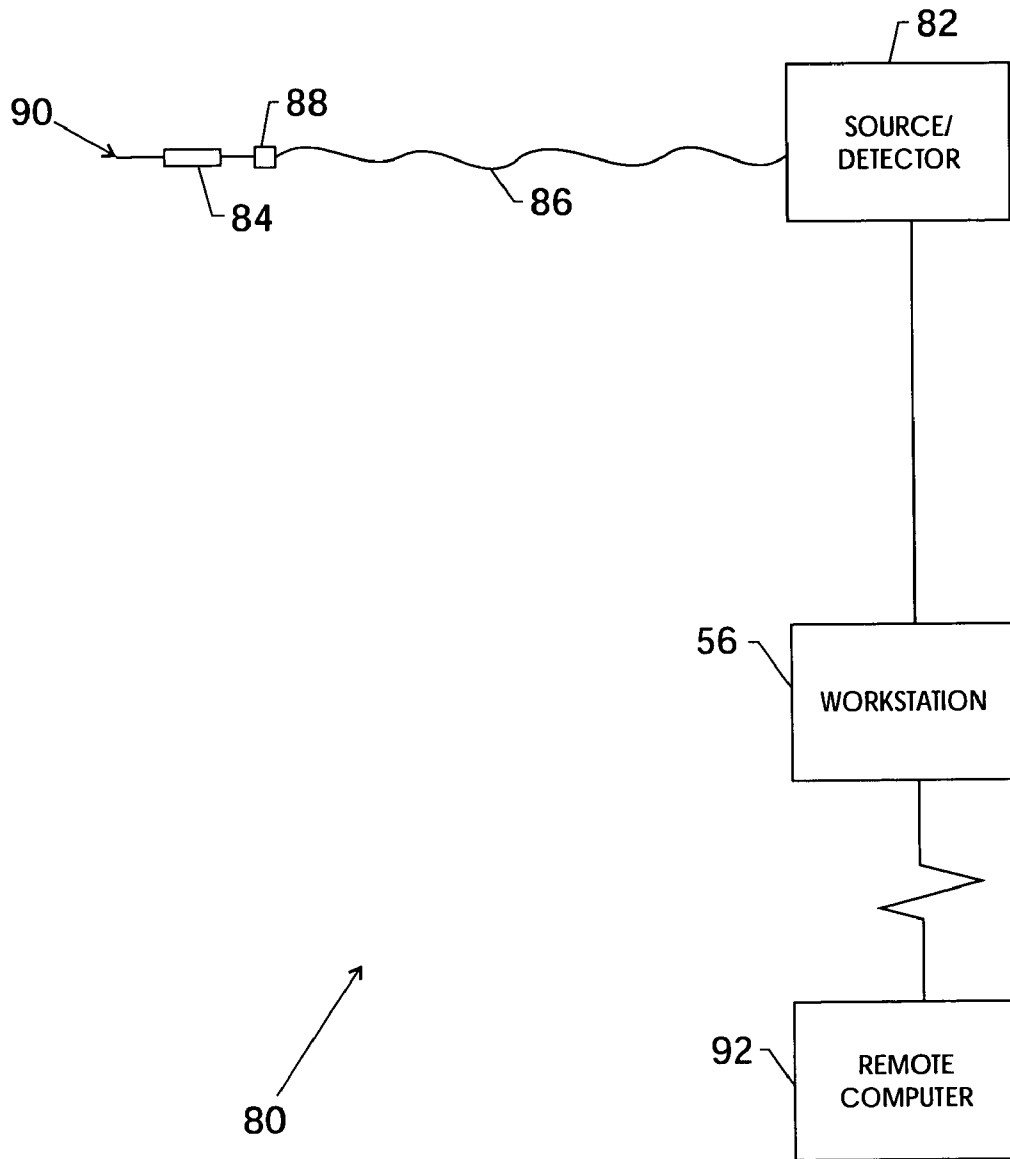 82
90
88
SOURCE/
DETECTOR
84
86
56
WORKSTATION
92
REMOTE
COMPUTER
80